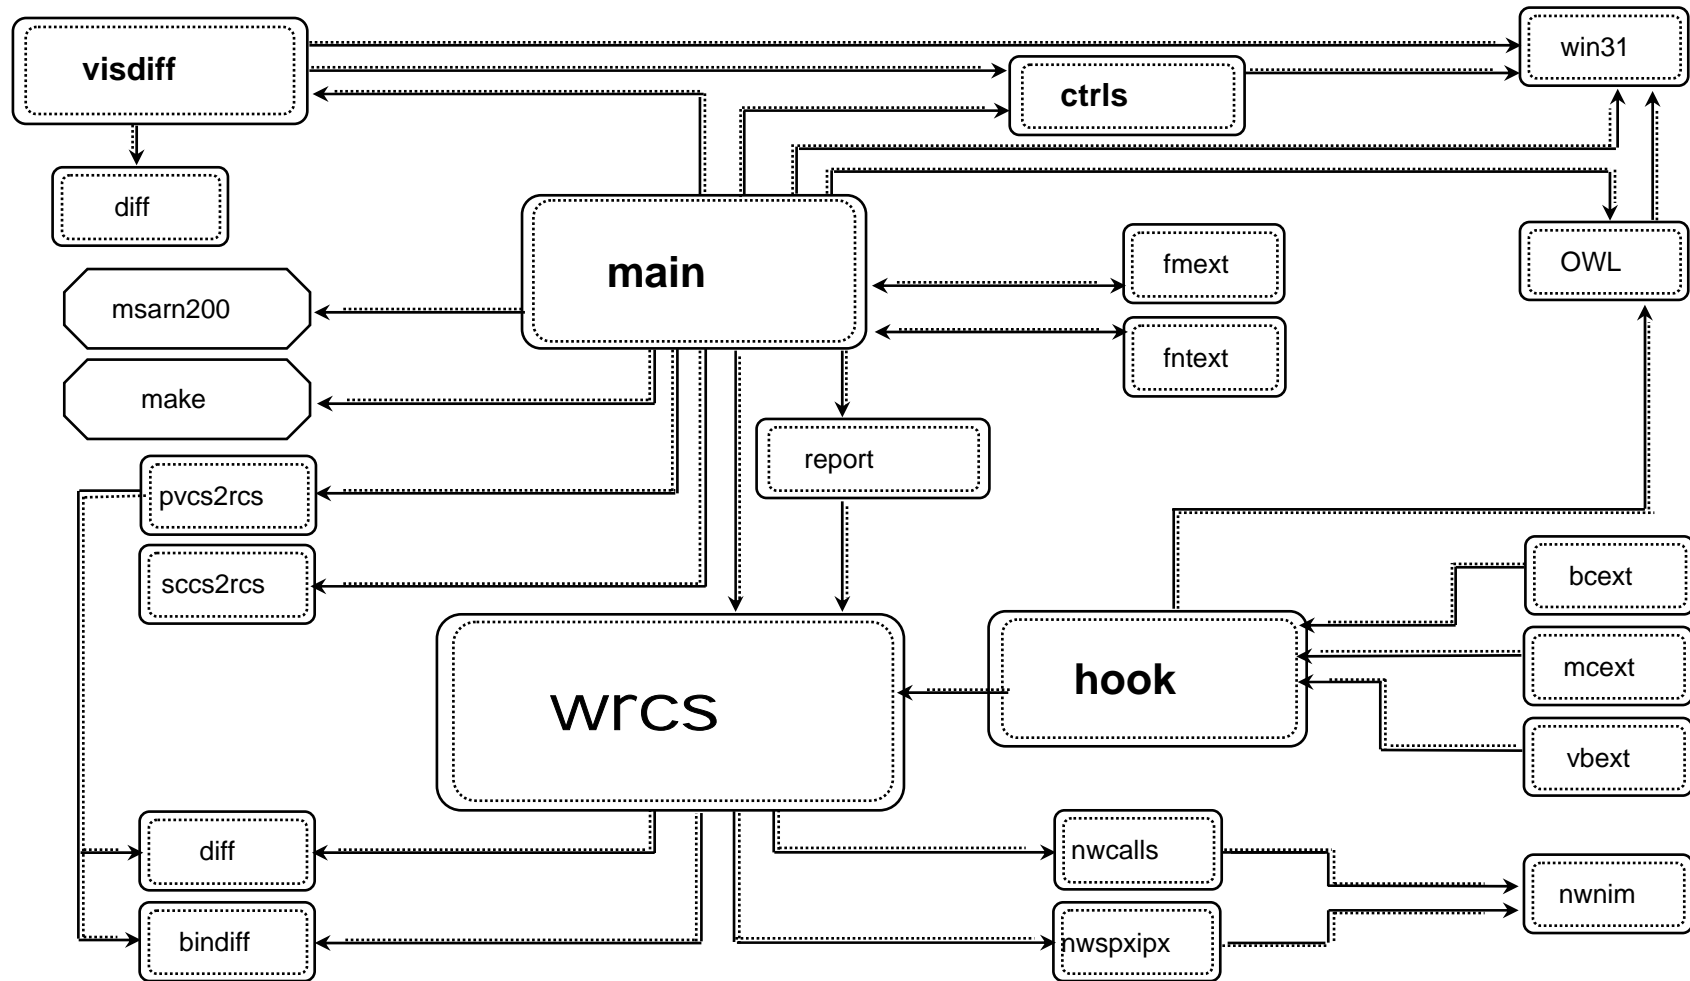 visdiff
win31
ctrls
diff
main
fmext
OWL
msarn200
fntext
make
report
pvcs2rcs
sccs2rcs
bcext
hook
mcext
wrcs
vbext
diff
nwcalls
nwnim
bindiff
nwspxipx